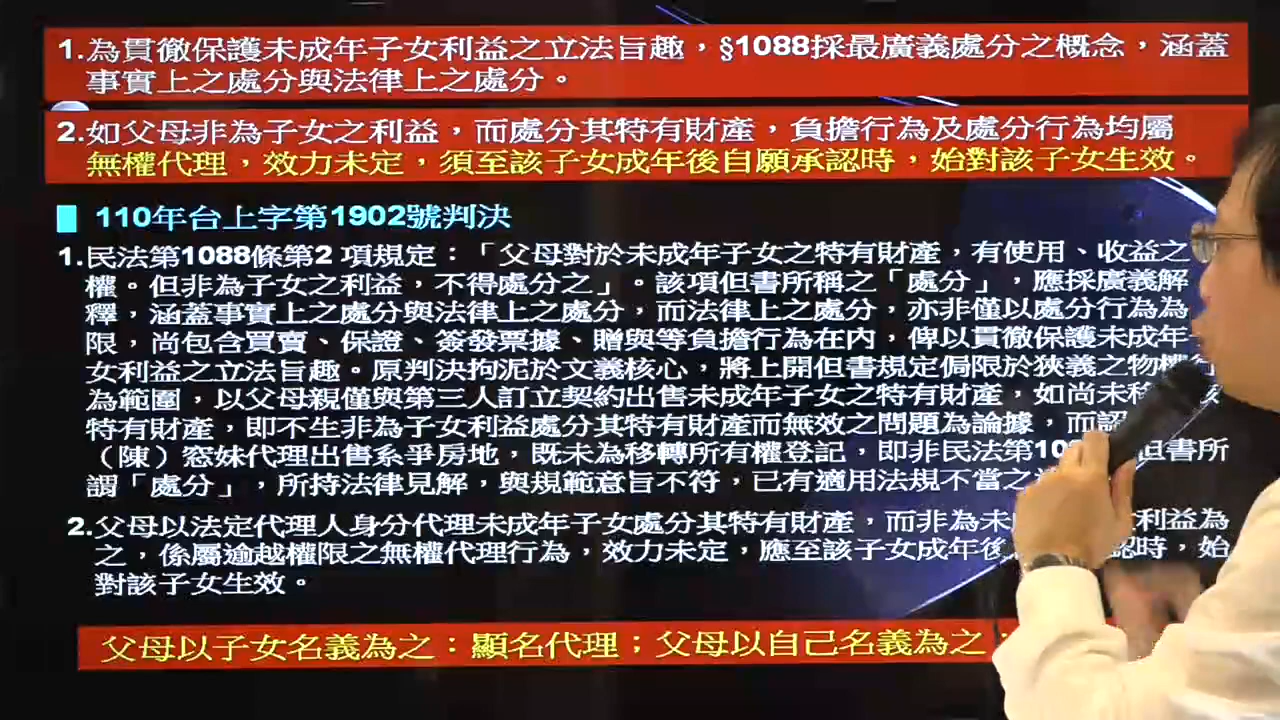 1.為貫徹保護未成年子女利益之立法旨趣，§1088採最廣義處分之概念，涵蓋
事實上之處分與法律上之處分。
2.如父母非為子女之利益，而處分其特有財產，負擔行為及處分行為均屬
無權代理，效力未定，須至該子女成年後自願承認時，始對該子女生效。
110年台上字第1902號判決
1.民法第1088條第2 項規定：「父母對於未成年子女之特有財產，有使用、收益之
權。但非為子女之利益，不得處分之」。該項但書所稱之「處分」，應採廣義解
釋，涵蓋事實上之處分與法律上之處分，而法律上之處分，亦非僅以處分行為為
限，尚包含買賣、保證、簽發票據、贈與等負擔行為在內，俾以貫徹保護未成年
女利益之立法旨趣。原判決拘泥於文義核心，將上開但書規定侷限於狹義之物權行
為範圍，以父母親僅與第三人訂立契約出售未成年子女之特有財產，如尚未移
特有財產，即不生非為子女利益處分其特有財產而無效之問題為論據，而認
（陳）窓妹代理出售系爭房地，既未為移轉所有權登記，即非民法第10 但書所
謂「處分」，所持法律見解，與規範意旨不符，已有適用法規不當之
2.父母以法定代理人身分代理未成年子女處分其特有財產，而非為未 利益為
之，係屬逾越權限之無權代理行為，效力未定，應至該子女成年後 認時，始
對該子女生效。
父母以子女名義為之：顯名代理；父母以自己名義為之：